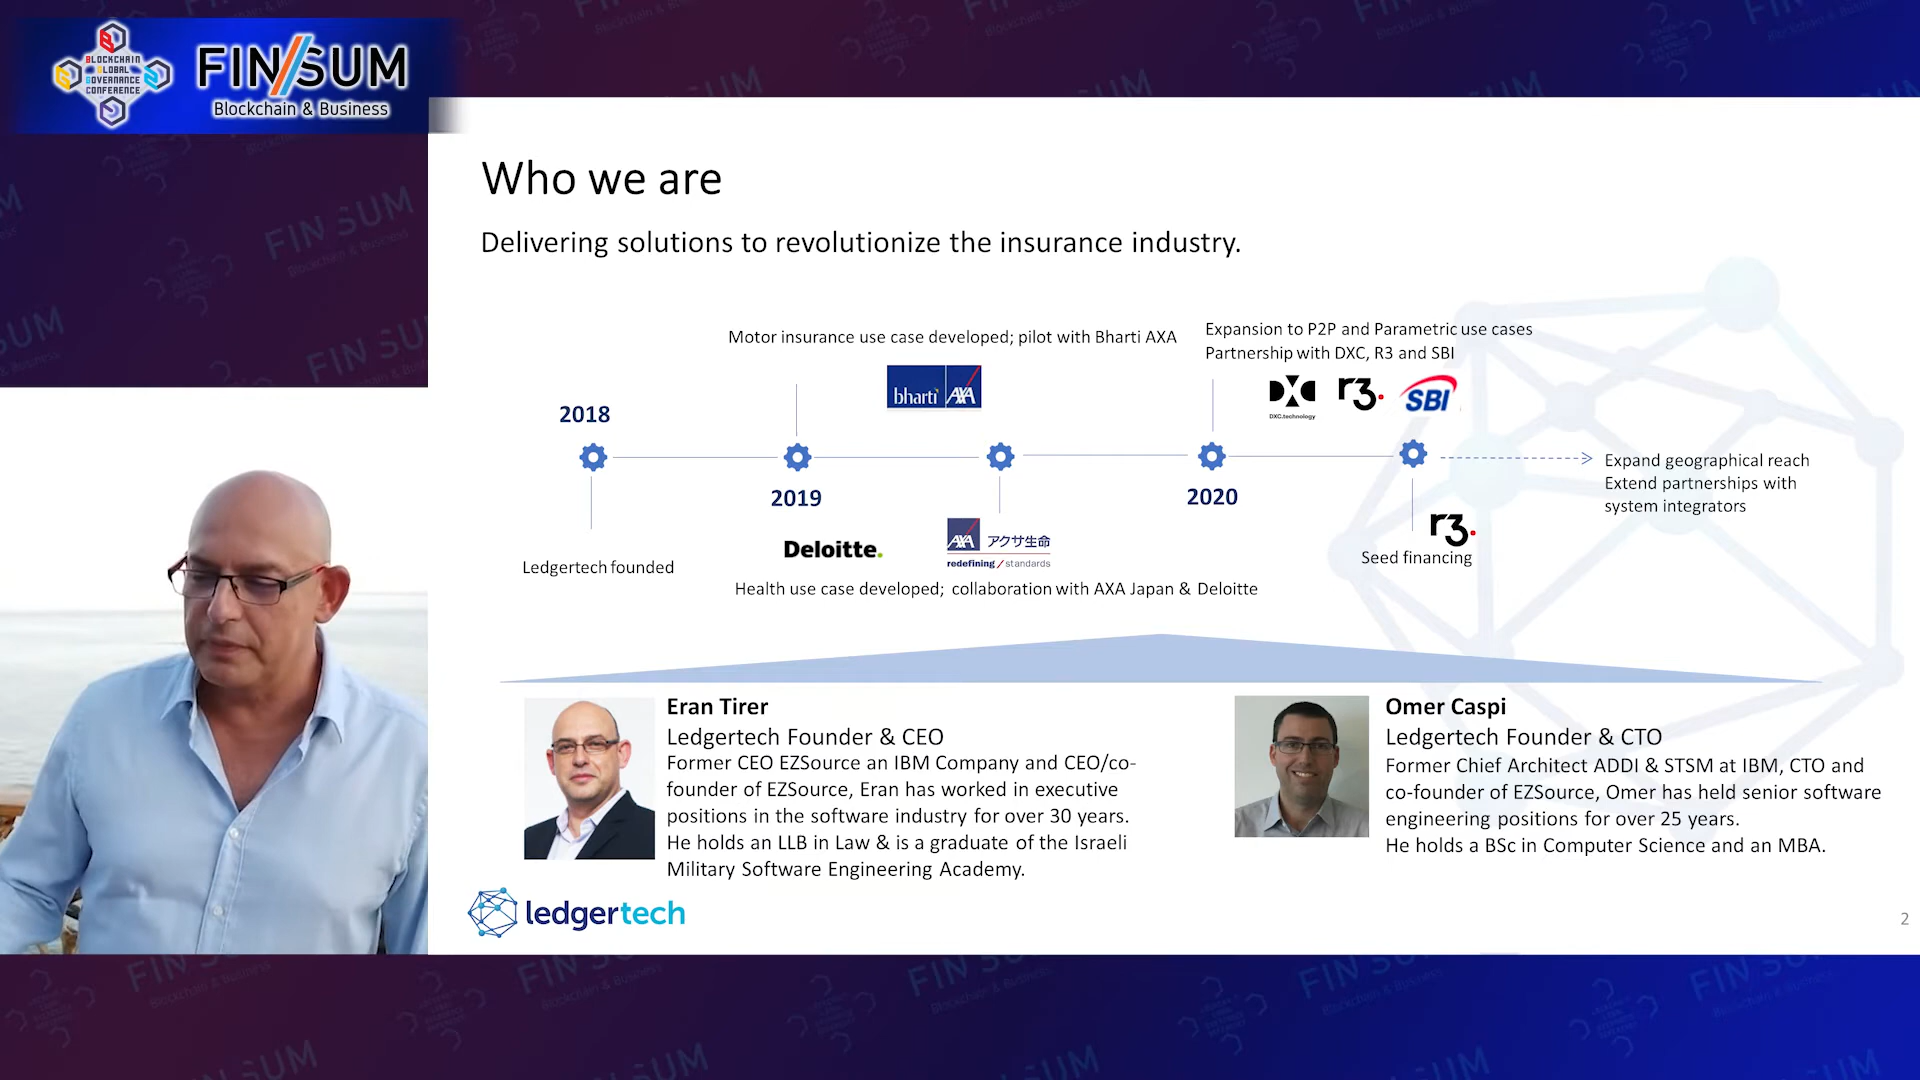 BLOCKCHAIN
GLOBAL
GOVERNANCE
CONFERENCE
FIN/SUM
Blockchain & Business
Who we are
Delivering solutions to revolutionize the insurance industry.
Motor insurance use case developed; pilot with Bharti AXA
bharti AXA
Expansion to P2P and Parametric use cases
Partnership with DXC, R3 and SBI
DXC
DXC.technology
r3.
SBI
2018
2019
2020
Ledgertech founded
Deloitte.
AXA アクサ生命
redefining / standards
Health use case developed; collaboration with AXA Japan & Deloitte
r3.
Seed financing
Expand geographical reach
Extend partnerships with
system integrators
Eran Tirer
Ledgertech Founder & CEO
Former CEO EZSource an IBM Company and CEO/co-
founder of EZSource, Eran has worked in executive
positions in the software industry for over 30 years.
He holds an LLB in Law & is a graduate of the Israeli
Military Software Engineering Academy.
Omer Caspi
Ledgertech Founder & CTO
Former Chief Architect ADDI & STSM at IBM, CTO and
co-founder of EZSource, Omer has held senior software
engineering positions for over 25 years.
He holds a BSc in Computer Science and an MBA.
ledgertech
2